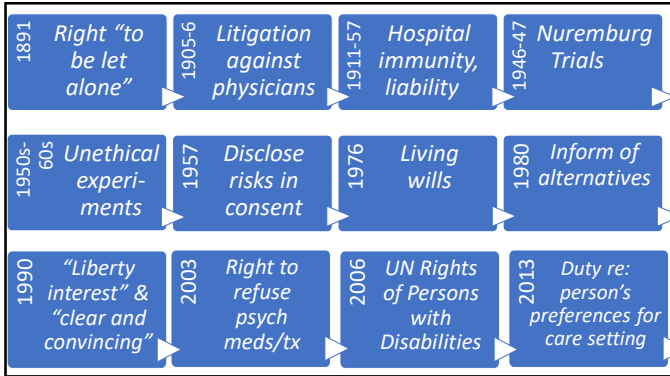 1891
Right “to
be let
alone”
1905-6
Litigation
against
physicians
1911-57
Hospital
immunity,
liability
1946-47
Nuremburg
Trials
1950s-
60s
Unethical
experi-
ments
1957
Disclose
risks in
consent
1976
Living
wills
1980
Inform of
alternatives
1990
“Liberty
interest” &
“clear and
convincing”
2003
Right to
refuse
psych
meds/tx
2006
UN Rights
of Persons
with
Disabilities
2013
Duty re:
person’s
preferences for
care setting